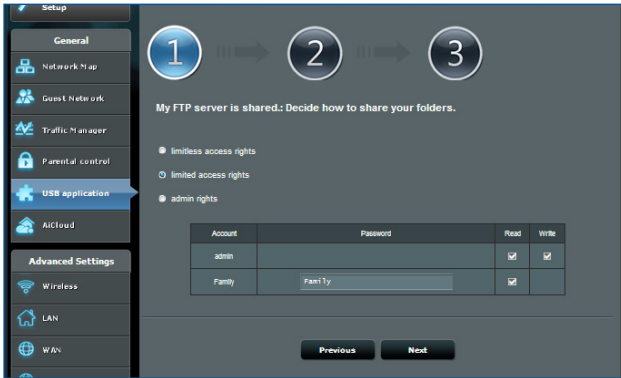 Setup
General
Network Map
Guest Network
Traffic Manager
Parental control
USB application
AiCloud
Advanced Settings
Wireless
LAN
WAN
1
2
3
My FTP server is shared.: Decide how to share your folders.
limitless access rights
limited access rights
admin rights
Account Password Read Write
admin
Family Family
Previous Next